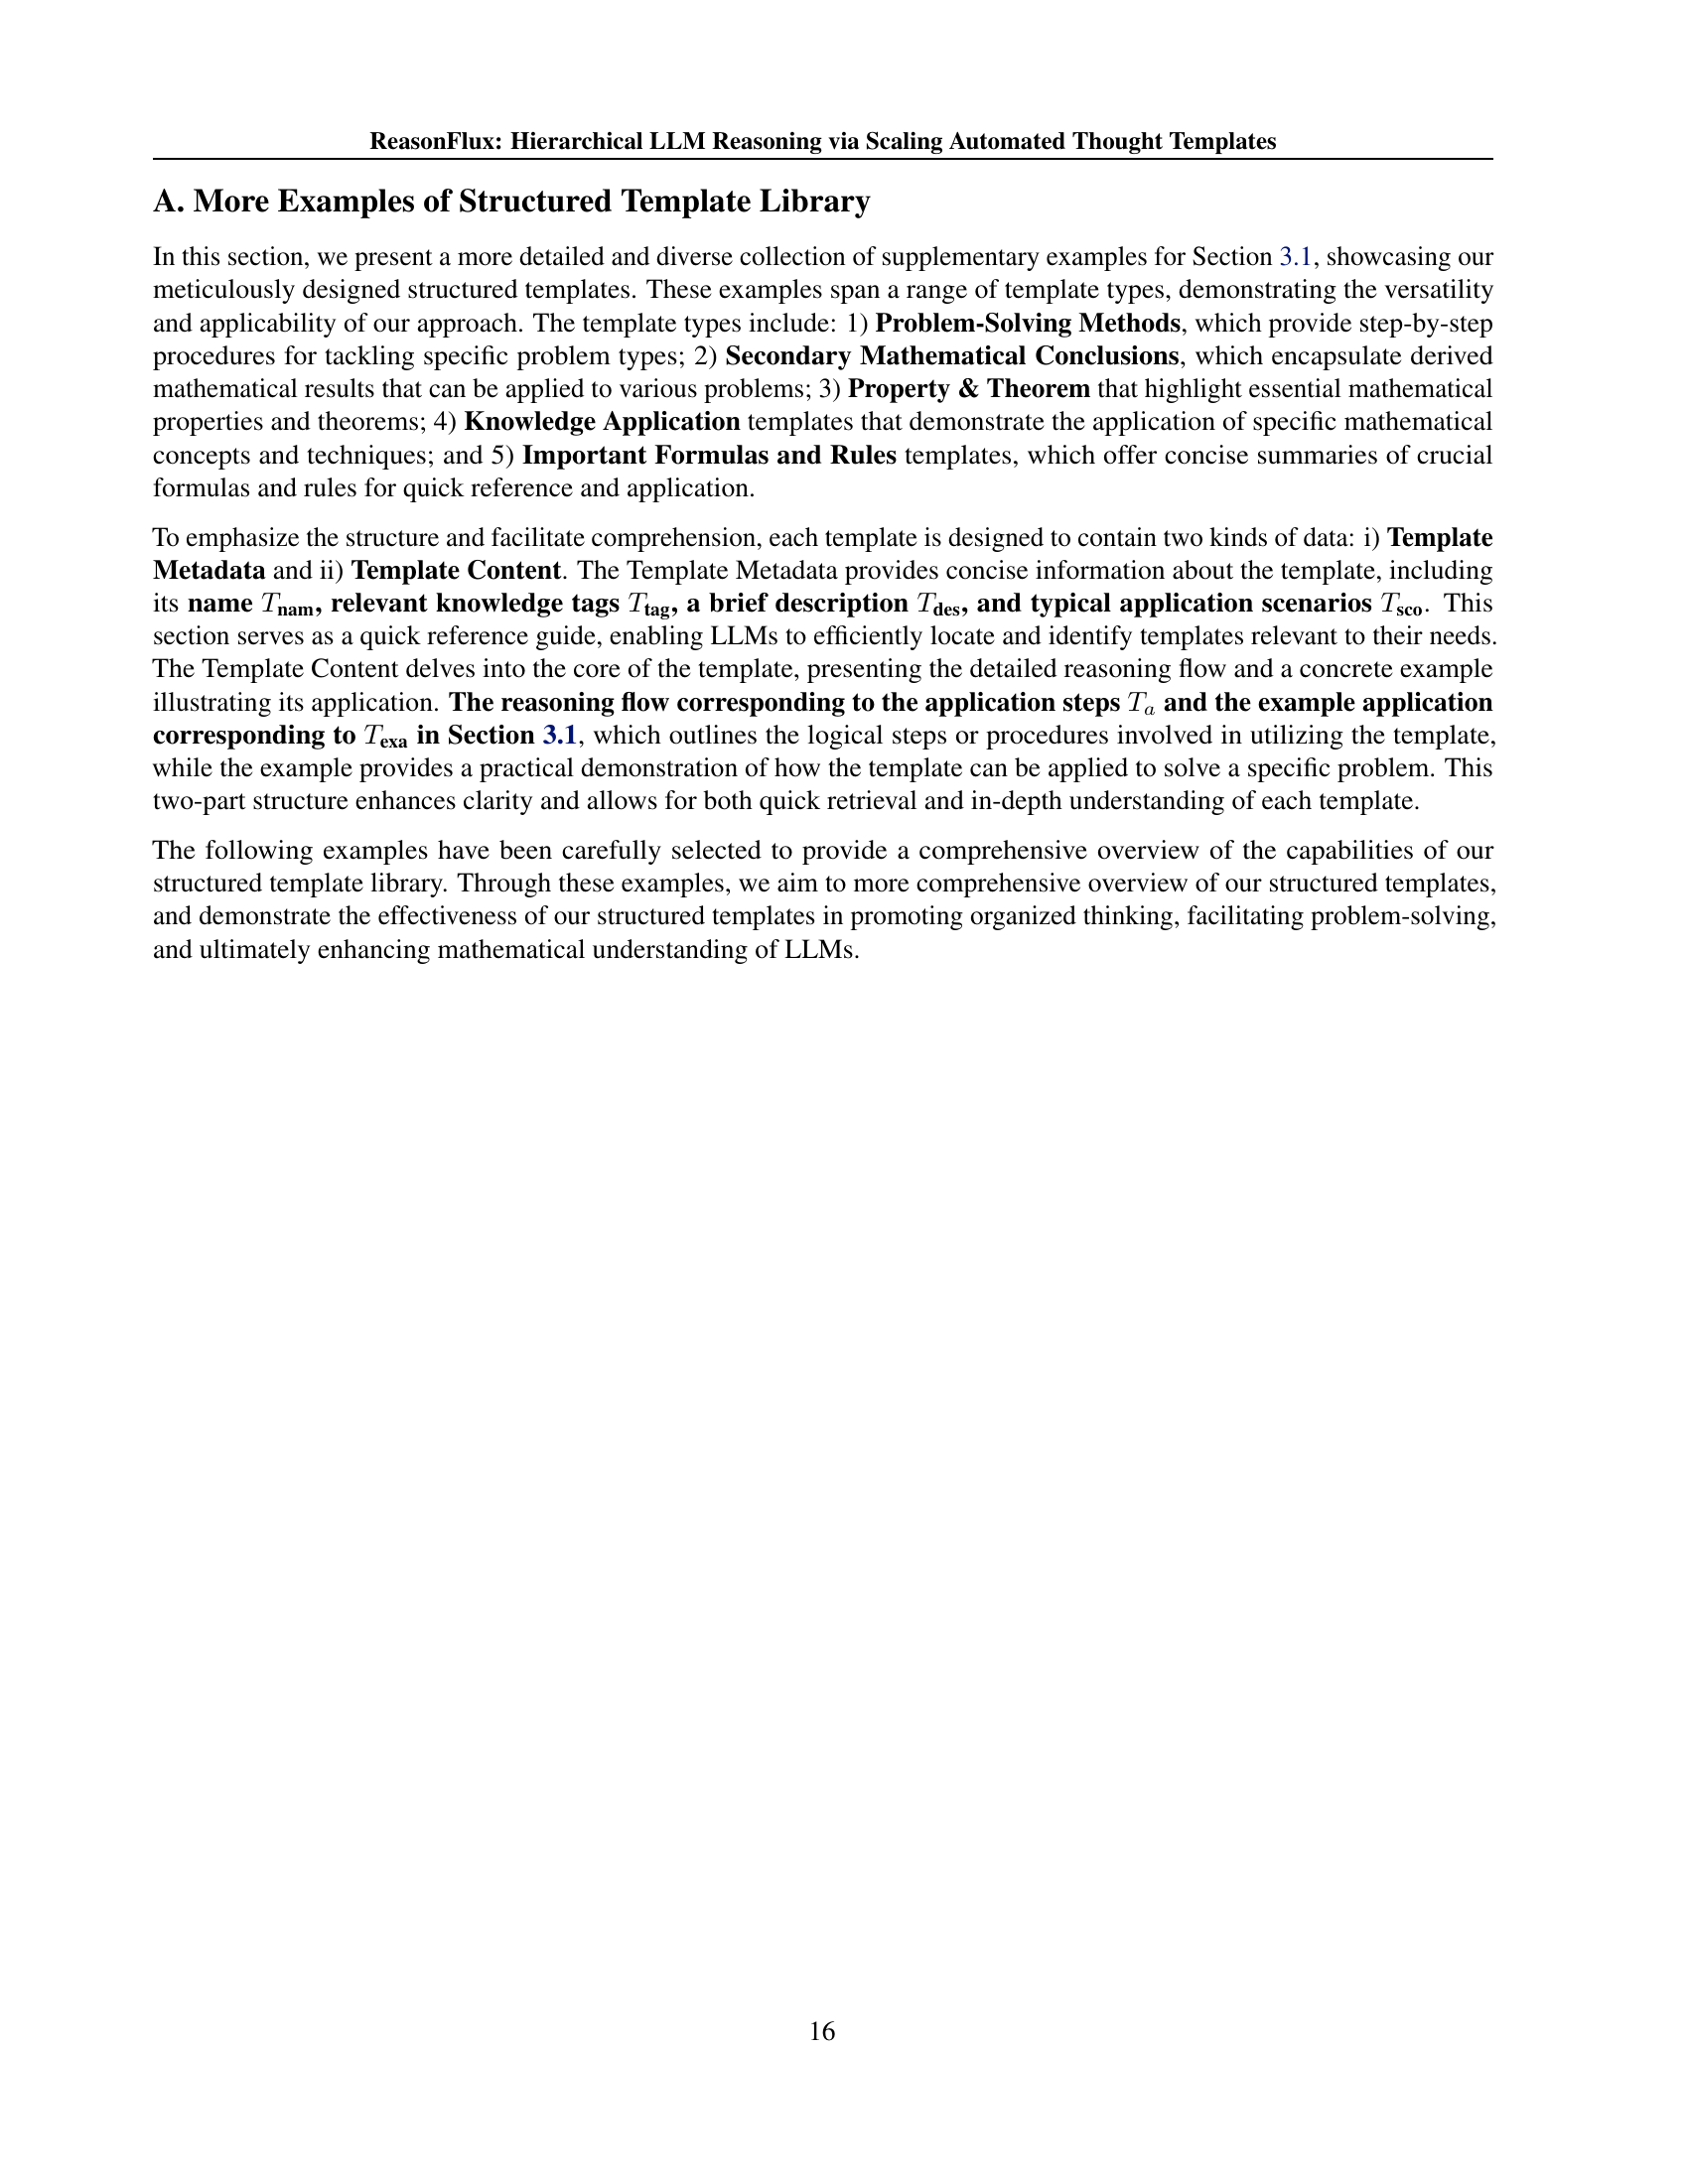 ReasonFlux: Hierarchical LLM Reasoning via Scaling Automated Thought Templates
A. More Examples of Structured Template Library
In this section, we present a more detailed and diverse collection of supplementary examples for Section 3.1, showcasing our
meticulously designed structured templates. These examples span a range of template types, demonstrating the versatility
and applicability of our approach. The template types include: 1) Problem-Solving Methods, which provide step-by-step
procedures for tackling specific problem types; 2) Secondary Mathematical Conclusions, which encapsulate derived
mathematical results that can be applied to various problems; 3) Property & Theorem that highlight essential mathematical
properties and theorems; 4) Knowledge Application templates that demonstrate the application of specific mathematical
concepts and techniques; and 5) Important Formulas and Rules templates, which offer concise summaries of crucial
formulas and rules for quick reference and application.
To emphasize the structure and facilitate comprehension, each template is designed to contain two kinds of data: i) Template
Metadata and ii) Template Content. The Template Metadata provides concise information about the template, including
its name T_nam, relevant knowledge tags T_tag, a brief description T_des, and typical application scenarios T_sco. This
section serves as a quick reference guide, enabling LLMs to efficiently locate and identify templates relevant to their needs.
The Template Content delves into the core of the template, presenting the detailed reasoning flow and a concrete example
illustrating its application. The reasoning flow corresponding to the application steps T_a and the example application
corresponding to T_exa in Section 3.1, which outlines the logical steps or procedures involved in utilizing the template,
while the example provides a practical demonstration of how the template can be applied to solve a specific problem. This
two-part structure enhances clarity and allows for both quick retrieval and in-depth understanding of each template.
The following examples have been carefully selected to provide a comprehensive overview of the capabilities of our
structured template library. Through these examples, we aim to more comprehensive overview of our structured templates,
and demonstrate the effectiveness of our structured templates in promoting organized thinking, facilitating problem-solving,
and ultimately enhancing mathematical understanding of LLMs.
16